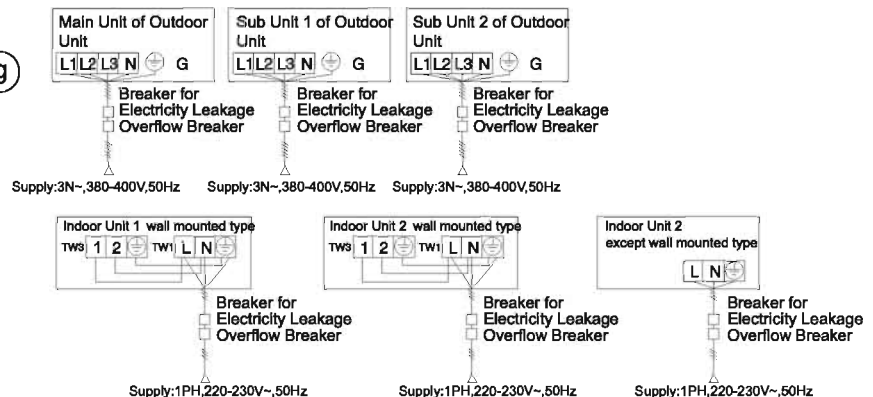 g
Main Unit of Outdoor Unit
L1 L2 L3 N G
Breaker for
Electricity Leakage
Overflow Breaker
Supply:3N~,380-400V,50Hz
Sub Unit 1 of Outdoor Unit
L1 L2 L3 N G
Breaker for
Electricity Leakage
Overflow Breaker
Supply:3N~,380-400V,50Hz
Sub Unit 2 of Outdoor Unit
L1 L2 L3 N G
Breaker for
Electricity Leakage
Overflow Breaker
Supply:3N~,380-400V,50Hz
Indoor Unit 1 wall mounted type
TW3 1 2 TW1 L N
Breaker for
Electricity Leakage
Overflow Breaker
Supply:1PH,220-230V~,50Hz
Indoor Unit 2 wall mounted type
TW3 1 2 TW1 L N
Breaker for
Electricity Leakage
Overflow Breaker
Supply:1PH,220-230V~,50Hz
Indoor Unit 2
except wall mounted type
L N
Breaker for
Electricity Leakage
Overflow Breaker
Supply:1PH,220-230V~,50Hz